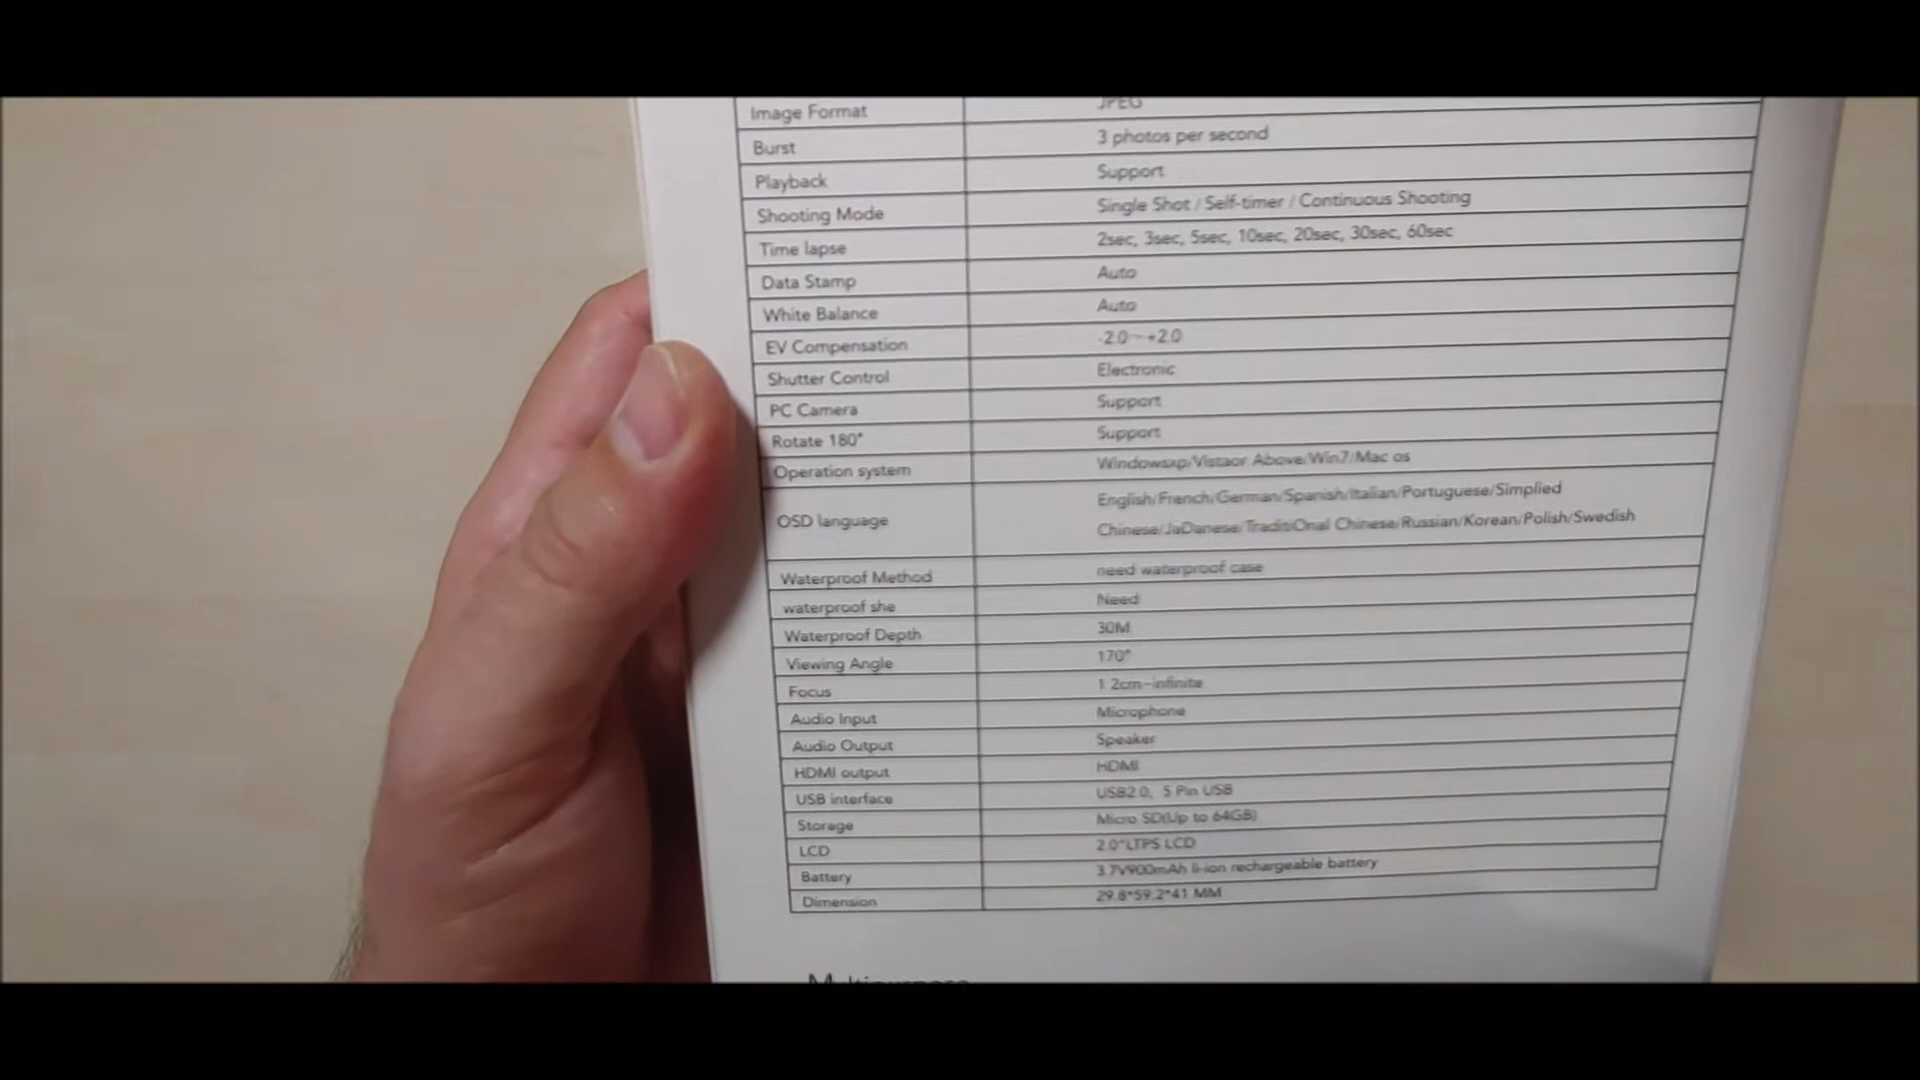 Image Format JPEG
Burst 3 photos per second
Playback Support
Shooting Mode Single Shot / Self-timer / Continuous Shooting
Time lapse 2sec, 3sec, 5sec, 10sec, 20sec, 30sec, 60sec
Data Stamp Auto
White Balance Auto
EV Compensation -2.0~+2.0
Shutter Control Electronic
PC Camera Support
Rotate 180° Support
Operation system Windowsxp/Vistaor Above/Win7/Mac os
OSD language English/French/German/Spanish/Italian/Portuguese/Simplied
Chinese/JaDanese/TraditiOnal Chinese/Russian/Korean/Polish/Swedish
Waterproof Method need waterproof case
waterproof she Need
Waterproof Depth 30M
Viewing Angle 170°
Focus 1 2cm~infinite
Audio Input Microphone
Audio Output Speaker
HDMI output HDMI
USB interface USB2.0, 5 Pin USB
Storage Micro SD(Up to 64GB)
LCD 2.0"LTPS LCD
Battery 3.7V900mAh li-ion rechargeable battery
Dimension 29.8*59.2*41 MM